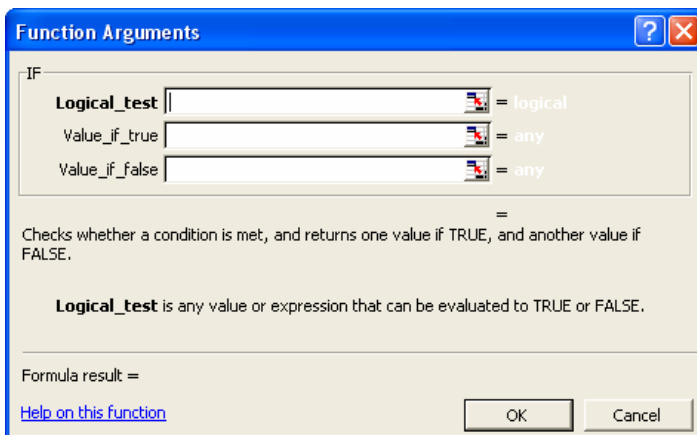 Function Arguments
IF
Logical_test = logical
Value_if_true = any
Value_if_false = any
=
Checks whether a condition is met, and returns one value if TRUE, and another value if
FALSE.
Logical_test is any value or expression that can be evaluated to TRUE or FALSE.
Formula result =
Help on this function
OK Cancel